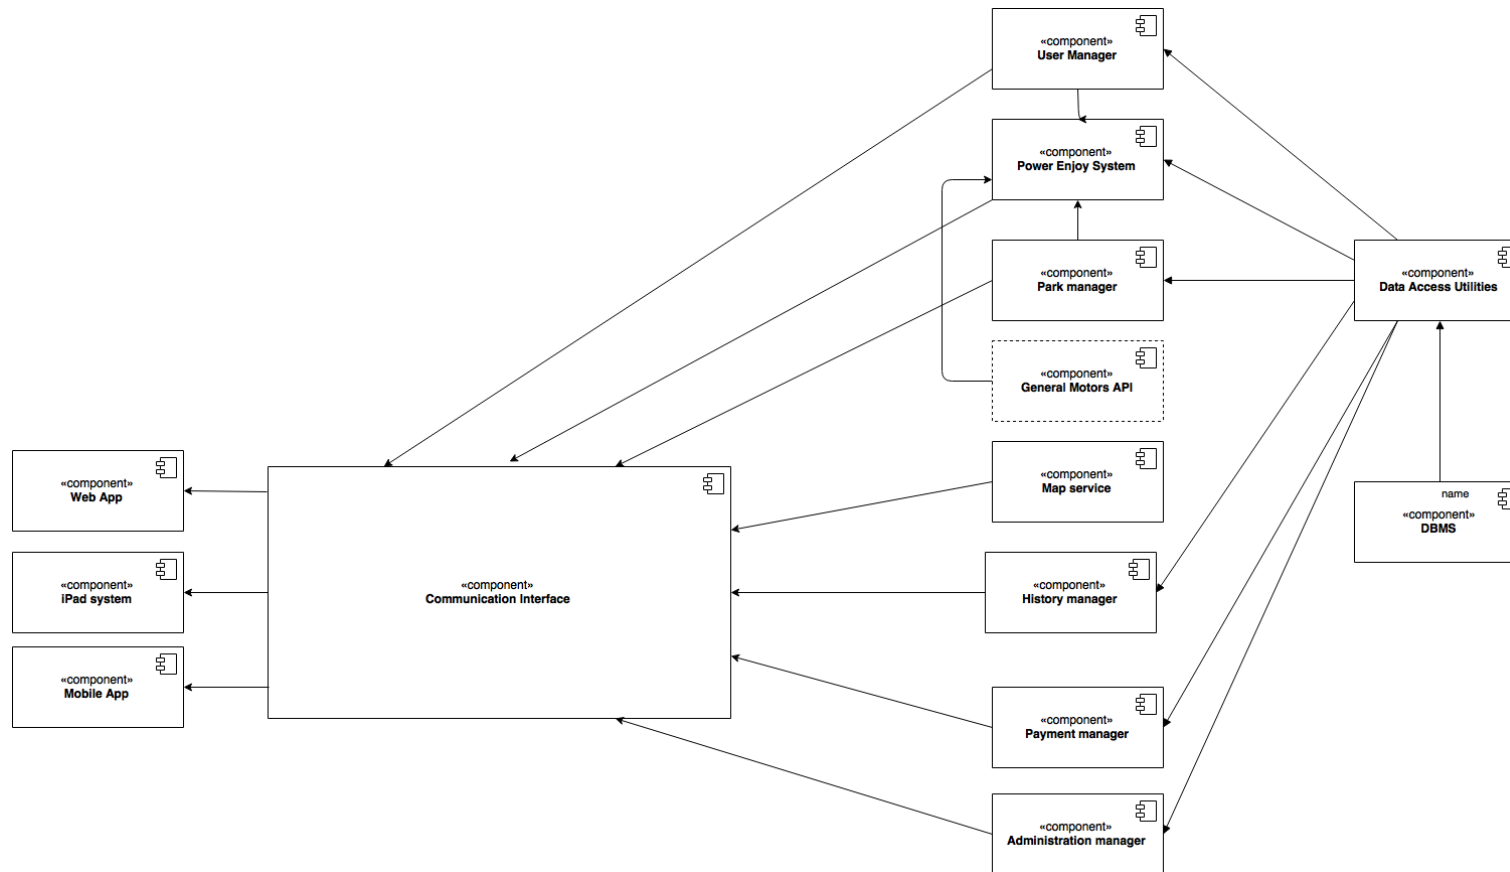 «component»
User Manager
«component»
Power Enjoy System
«component»
Park manager
«component»
Data Access Utilities
«component»
General Motors API
«component»
Map service
«component»
Web App
name
«component»
DBMS
«component»
iPad system
«component»
Communication Interface
«component»
History manager
«component»
Mobile App
«component»
Payment manager
«component»
Administration manager